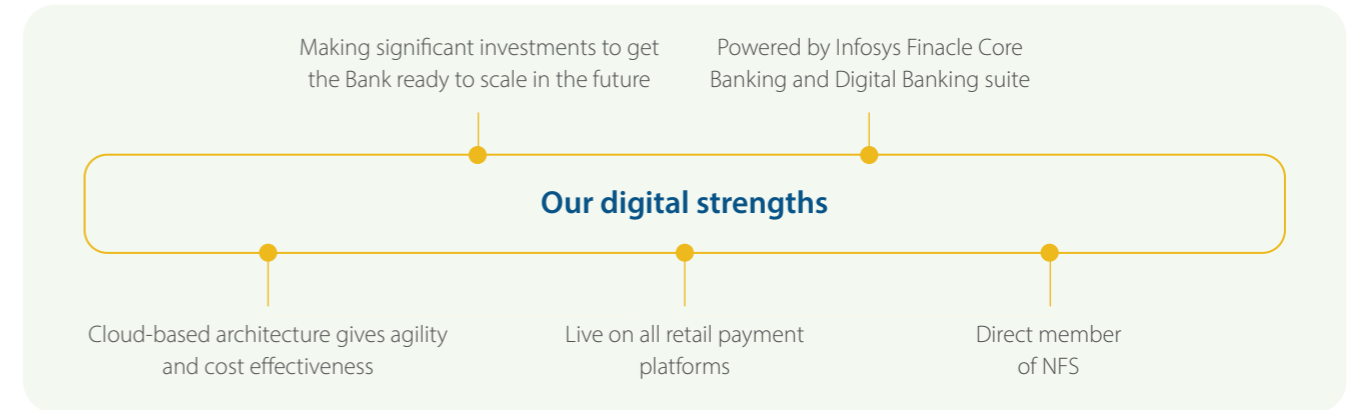 Making significant investments to get
the Bank ready to scale in the future
Powered by Infosys Finacle Core
Banking and Digital Banking suite
Our digital strengths
Cloud-based architecture gives agility
and cost effectiveness
Live on all retail payment
platforms
Direct member
of NFS